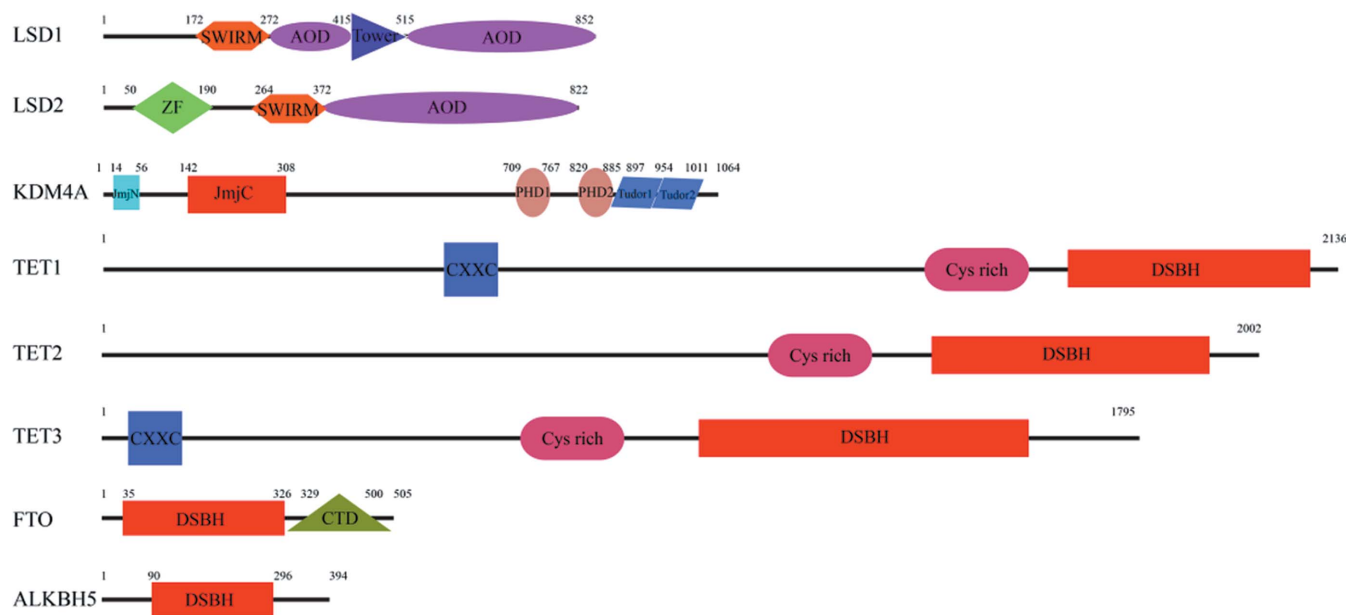 1 172 272 415 515 852
LSD1 SWIRM AOD Tower AOD
1 50 190 264 372 822
LSD2 ZF SWIRM AOD
1 14 56 142 308 709 767 829 885 897 954 1011 1064
KDM4A JmjN JmjC PHD1 PHD2 Tudor1 Tudor2
1 2136
TET1 CXXC Cys rich DSBH
1 2002
TET2 Cys rich DSBH
1 1795
TET3 CXXC Cys rich DSBH
1 35 326 329 500 505
FTO DSBH CTD
1 90 296 394
ALKBH5 DSBH